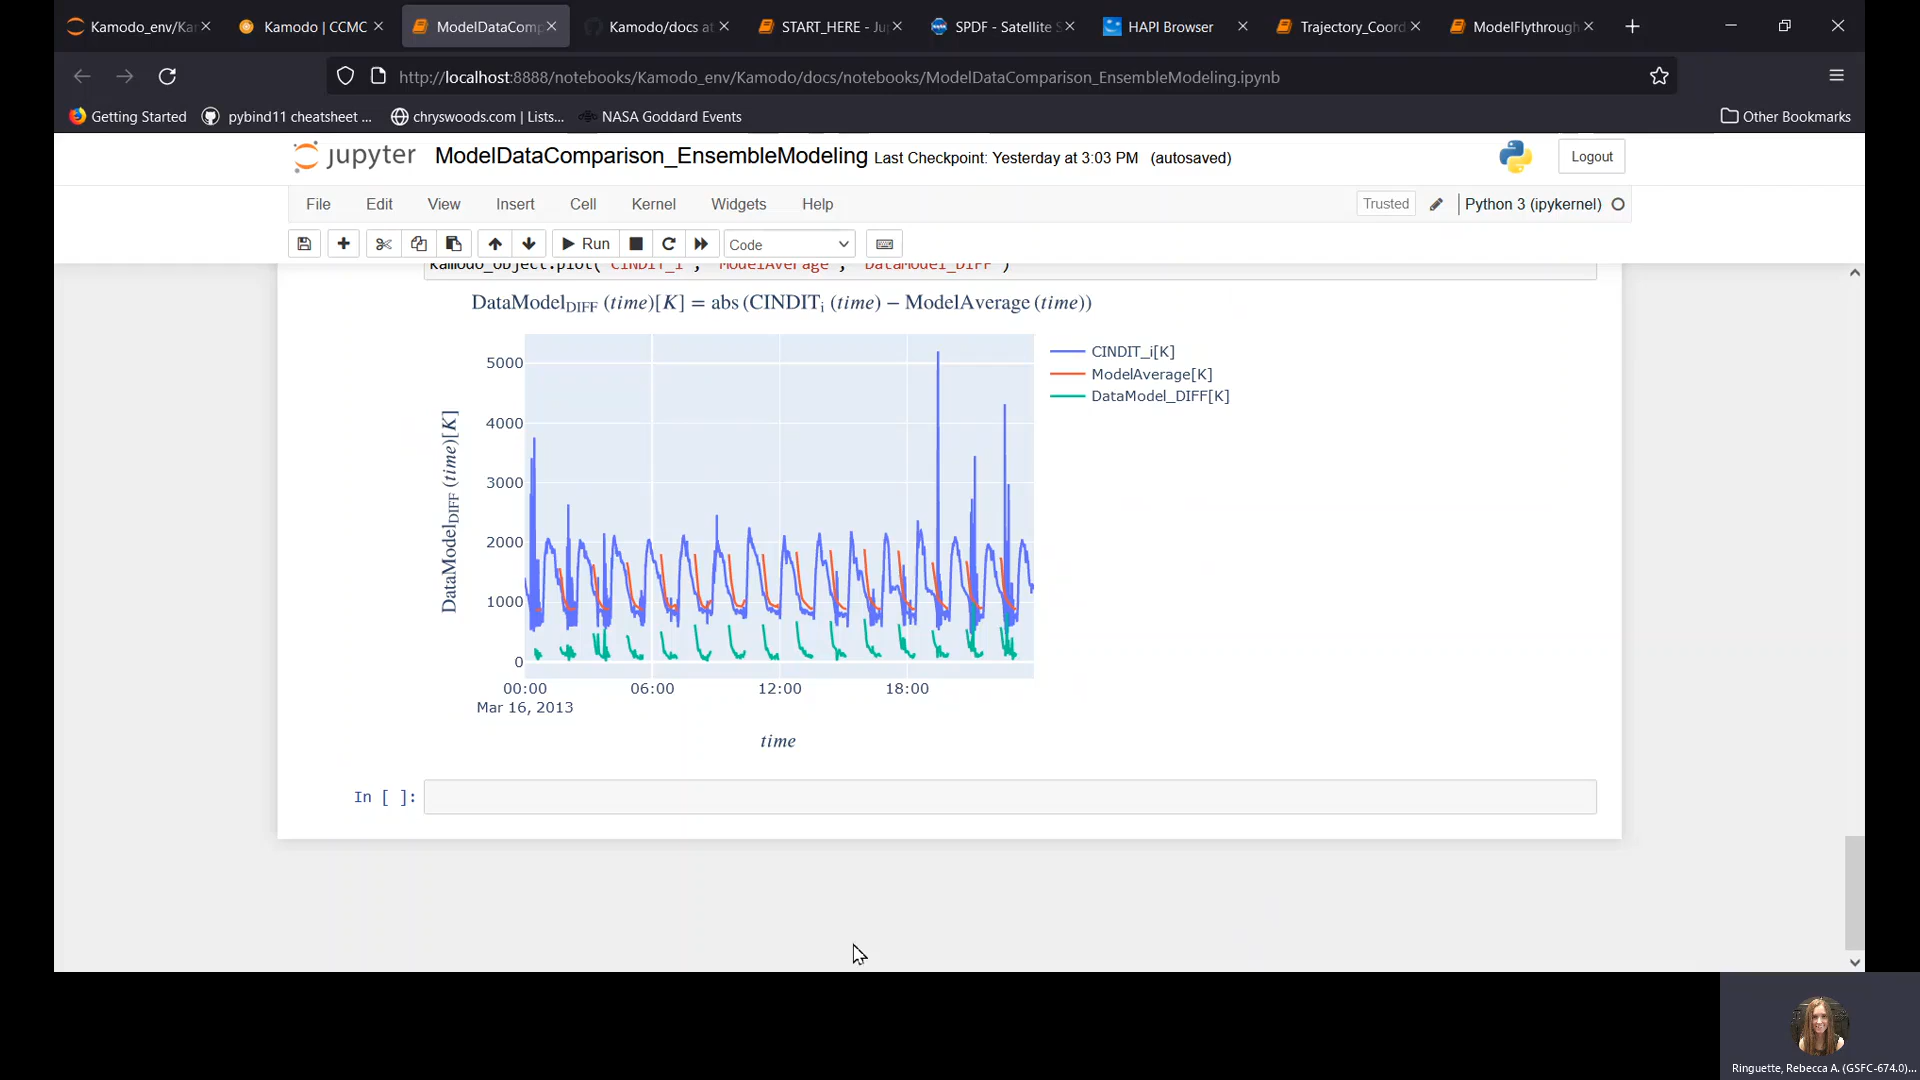 Kamodo_env/Ka
Kamodo | CCMC
ModelDataComp
Kamodo/docs at
START_HERE - Ju
SPDF - Satellite S
HAPI Browser
Trajectory_Coord
ModelFlythrough
http://localhost:8888/notebooks/Kamodo_env/Kamodo/docs/notebooks/ModelDataComparison_EnsembleModeling.ipynb
Getting Started
pybind11 cheatsheet ...
chryswoods.com | Lists...
NASA Goddard Events
Other Bookmarks
jupyter ModelDataComparison_EnsembleModeling Last Checkpoint: Yesterday at 3:03 PM (autosaved)
Logout
File Edit View Insert Cell Kernel Widgets Help
Trusted
Python 3 (ipykernel)
Run
Code
kamodo_object.plot('CINDIT_i', 'ModelAverage', 'DataModel_DIFF')
DataModel_DIFF (time)[K] = abs (CINDIT_i (time) − ModelAverage (time))
CINDIT_i[K]
ModelAverage[K]
DataModel_DIFF[K]
DataModel_DIFF (time)[K]
5000
4000
3000
2000
1000
0
00:00 06:00 12:00 18:00
Mar 16, 2013
time
In [ ]:
Ringuette, Rebecca A. (GSFC-674.0)...